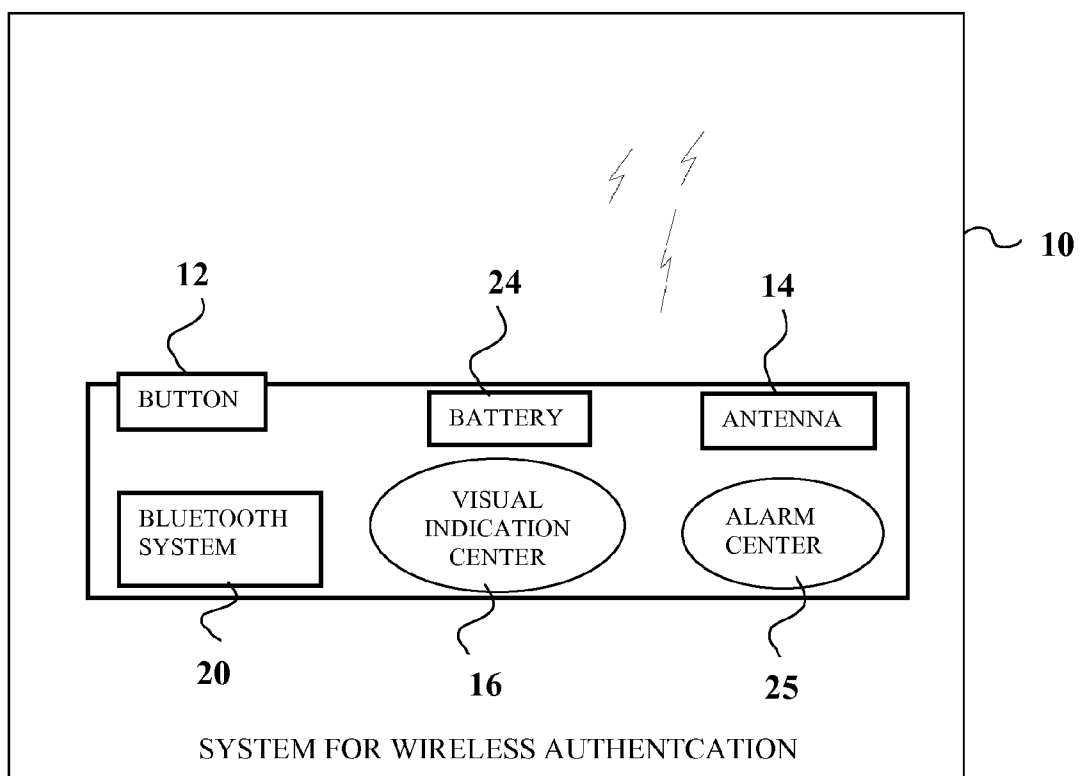 10
12
24
14
BUTTON
BATTERY
ANTENNA
BLUETOOTH
SYSTEM
VISUAL
INDICATION
CENTER
ALARM
CENTER
20
16
25
SYSTEM FOR WIRELESS AUTHENTCATION